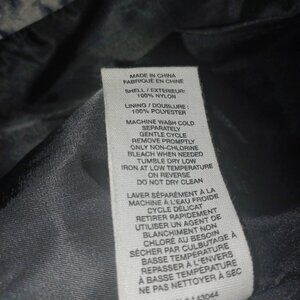 MADE IN CHINA
FABRIQUÉ EN CHINE
SHELL / EXTÉRIEUR:
100% NYLON
LINING / DOUBLURE :
100% POLYESTER
MACHINE WASH COLD
SEPARATELY
GENTLE CYCLE
REMOVE PROMPTLY
ONLY NON-CHLORINE
BLEACH WHEN NEEDED
TUMBLE DRY LOW
IRON AT LOW TEMPERATURE
ON REVERSE
DO NOT DRY CLEAN
LAVER SÉPARÉMENT À LA
MACHINE À L'EAU FROIDE
CYCLE DÉLICAT
RETIRER RAPIDEMENT
UTILISER UN AGENT DE
BLANCHIMENT NON
CHLORÉ AU BESOIN
SÉCHER PAR CULBUTAGE À
BASSE TEMPÉRATURE
REPASSER À L'ENVERS
À BASSE TEMPÉRATURE
NE PAS NETTOYER À SEC